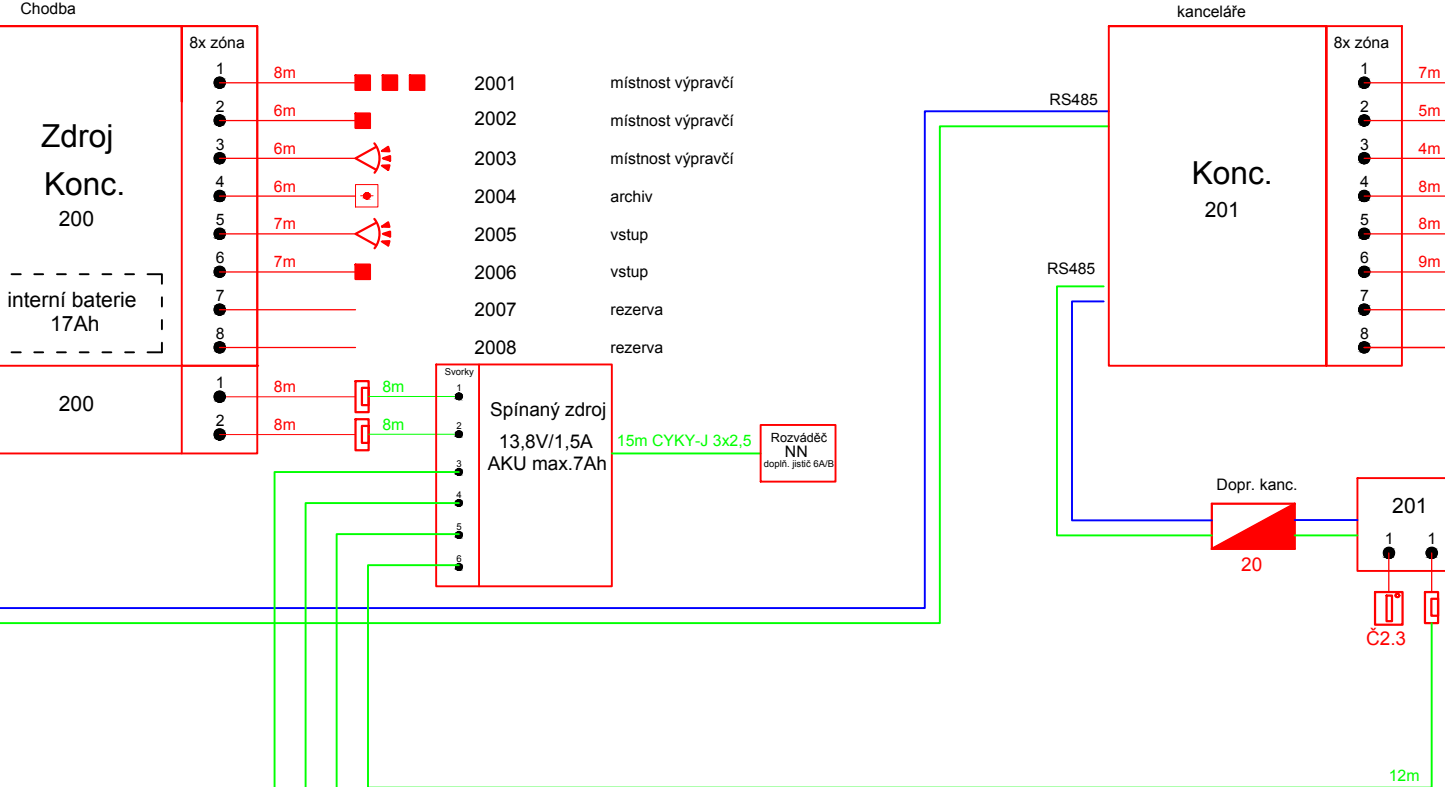 Chodba
8x zóna
Zdroj
Konc.
200
interní baterie
17Ah
1
8m
2001
místnost výpravčí
2
6m
2002
místnost výpravčí
3
6m
2003
místnost výpravčí
4
6m
2004
archiv
5
7m
2005
vstup
6
7m
2006
vstup
7
2007
rezerva
8
2008
rezerva
200
1
8m
8m
2
8m
8m
Svorky
1
2
3
4
5
6
Spínaný zdroj
13,8V/1,5A
AKU max.7Ah
15m CYKY-J 3x2,5
Rozváděč
NN
doplň. jistič 6A/B
kanceláře
RS485
RS485
Konc.
201
8x zóna
1
7m
2
5m
3
4m
4
8m
5
8m
6
9m
7
8
Dopr. kanc.
20
201
1
1
Č2.3
12m